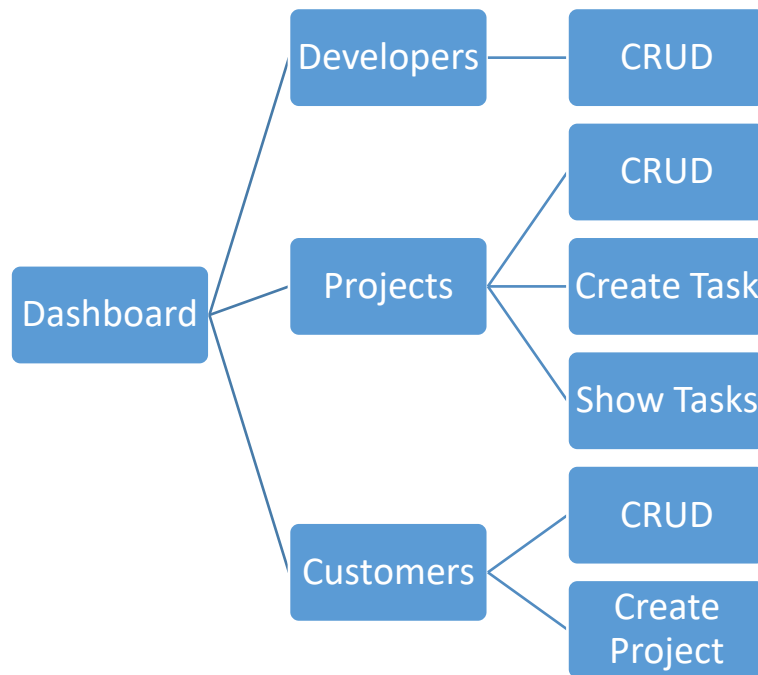 Developers
CRUD
CRUD
Dashboard
Projects
Create Task
Show Tasks
Customers
CRUD
Create
Project